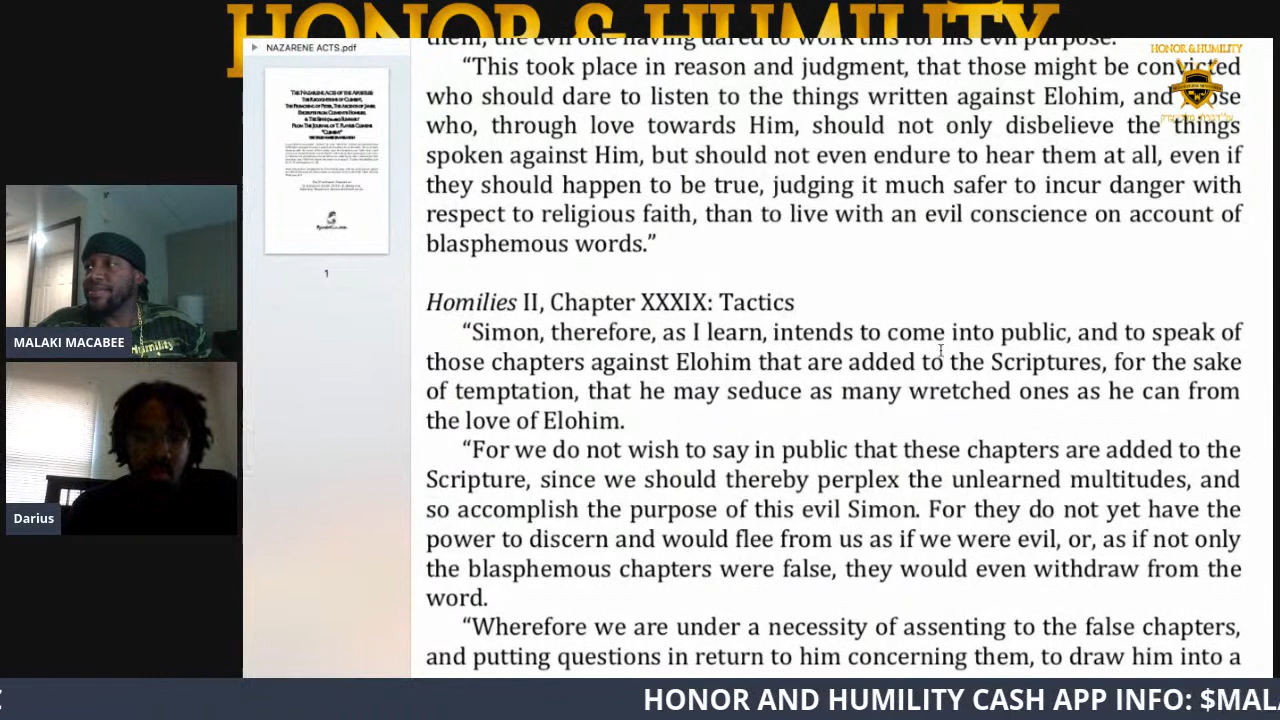 HONOR & HUMILITY
NAZARENE ACTS.pdf
HONOR & HUMILITY
THE NAZARENE ACTS OF THE APOSTLES
THE RECOGNITIONS OF CLEMENT,
1
MALAKI MACABEE
Darius
them, the evil one having dared to work this for his evil purpose.
“This took place in reason and judgment, that those might be convicted
who should dare to listen to the things written against Elohim, and those
who, through love towards Him, should not only disbelieve the things
spoken against Him, but should not even endure to hear them at all, even if
they should happen to be true, judging it much safer to incur danger with
respect to religious faith, than to live with an evil conscience on account of
blasphemous words.”
Homilies II, Chapter XXXIX: Tactics
“Simon, therefore, as I learn, intends to come into public, and to speak of
those chapters against Elohim that are added to the Scriptures, for the sake
of temptation, that he may seduce as many wretched ones as he can from
the love of Elohim.
“For we do not wish to say in public that these chapters are added to the
Scripture, since we should thereby perplex the unlearned multitudes, and
so accomplish the purpose of this evil Simon. For they do not yet have the
power to discern and would flee from us as if we were evil, or, as if not only
the blasphemous chapters were false, they would even withdraw from the
word.
“Wherefore we are under a necessity of assenting to the false chapters,
and putting questions in return to him concerning them, to draw him into a
HONOR AND HUMILITY CASH APP INFO: $MAL